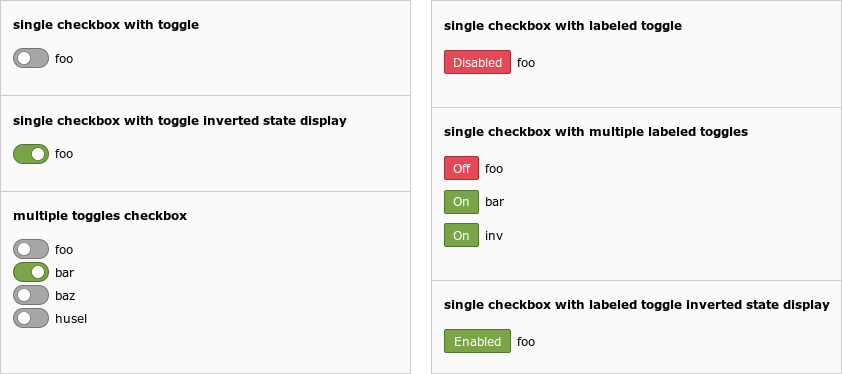 single checkbox with toggle
foo
single checkbox with toggle inverted state display
foo
multiple toggles checkbox
foo
bar
baz
husel
single checkbox with labeled toggle
Disabled foo
single checkbox with multiple labeled toggles
Off foo
On bar
On inv
single checkbox with labeled toggle inverted state display
Enabled foo